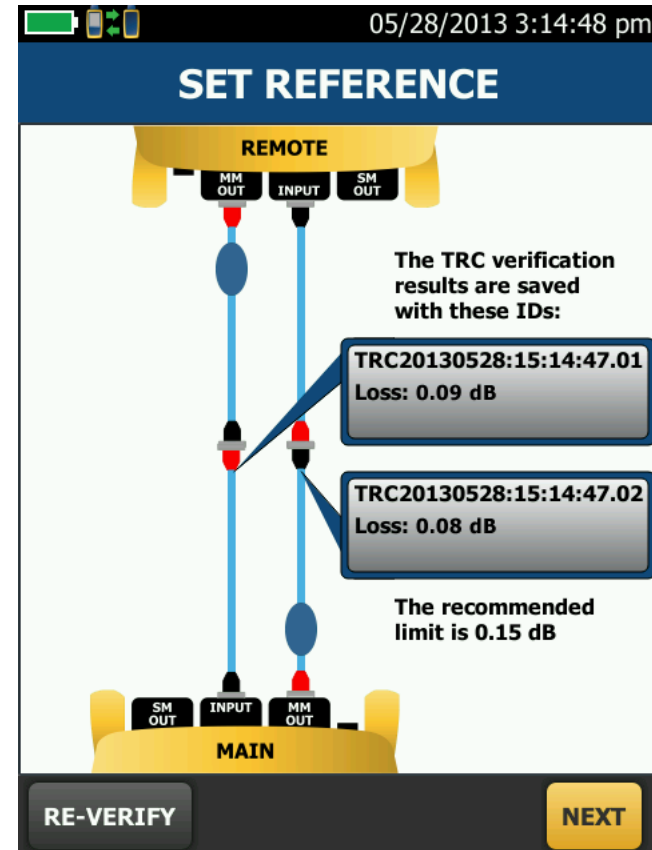 05/28/2013 3:14:48 pm
SET REFERENCE
REMOTE
MM
OUT
INPUT
SM
OUT
The TRC verification
results are saved
with these IDs:
TRC20130528:15:14:47.01
Loss: 0.09 dB
TRC20130528:15:14:47.02
Loss: 0.08 dB
The recommended
limit is 0.15 dB
SM
OUT
INPUT
MM
OUT
MAIN
RE-VERIFY
NEXT